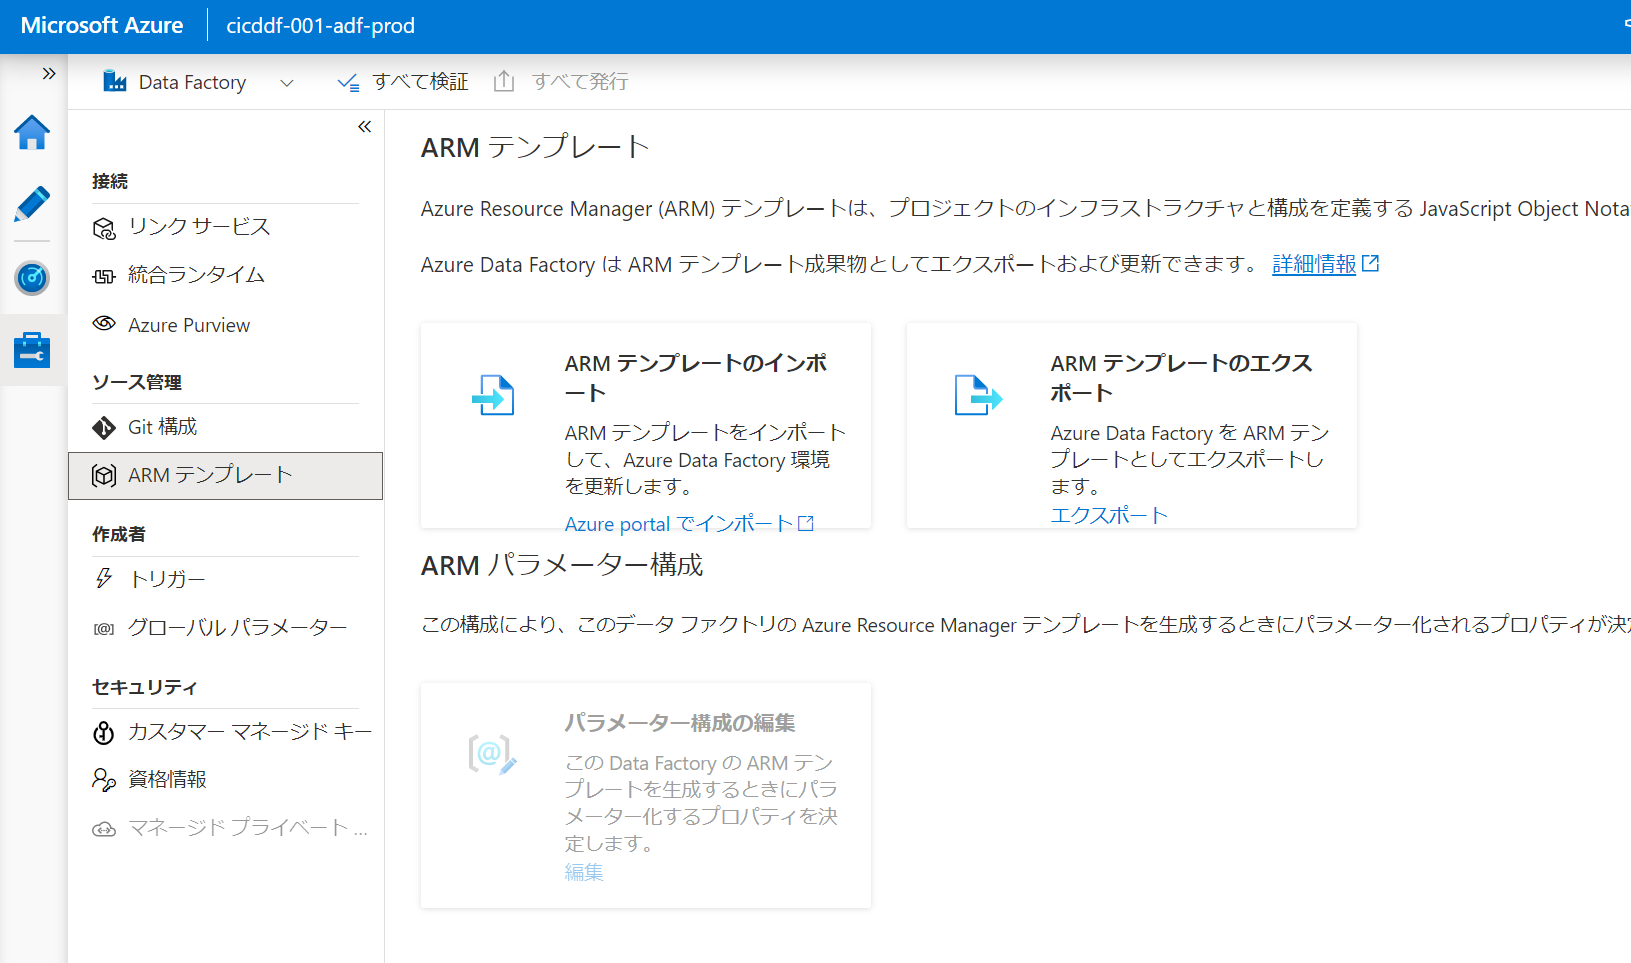 Microsoft Azure
cicddf-001-adf-prod
Data Factory
すべて検証
すべて発行
接続
リンク サービス
統合ランタイム
Azure Purview
ソース管理
Git 構成
ARM テンプレート
作成者
トリガー
グローバル パラメーター
セキュリティ
カスタマー マネージド キー
資格情報
マネージド プライベート ...
ARM テンプレート
Azure Resource Manager (ARM) テンプレートは、プロジェクトのインフラストラクチャと構成を定義する JavaScript Object Nota
Azure Data Factory は ARM テンプレート成果物としてエクスポートおよび更新できます。 詳細情報
ARM テンプレートのインポ
ート
ARM テンプレートをインポート
して、Azure Data Factory 環境
を更新します。
Azure portal でインポート
ARM テンプレートのエクス
ポート
Azure Data Factory を ARM テン
プレートとしてエクスポートし
ます。
エクスポート
ARM パラメーター構成
この構成により、このデータ ファクトリの Azure Resource Manager テンプレートを生成するときにパラメーター化されるプロパティが決
パラメーター構成の編集
この Data Factory の ARM テン
プレートを生成するときにパラ
メーター化するプロパティを決
定します。
編集